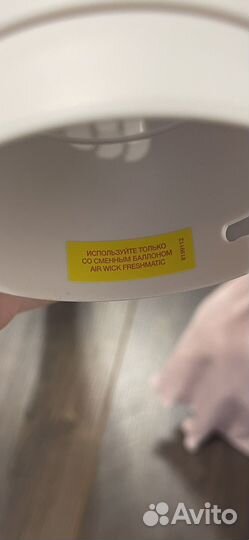 ИСПОЛЬЗУЙТЕ ТОЛЬКО
СО СМЕННЫМ БАЛЛОНОМ
AIR WICK FRESHMATIC
Avito